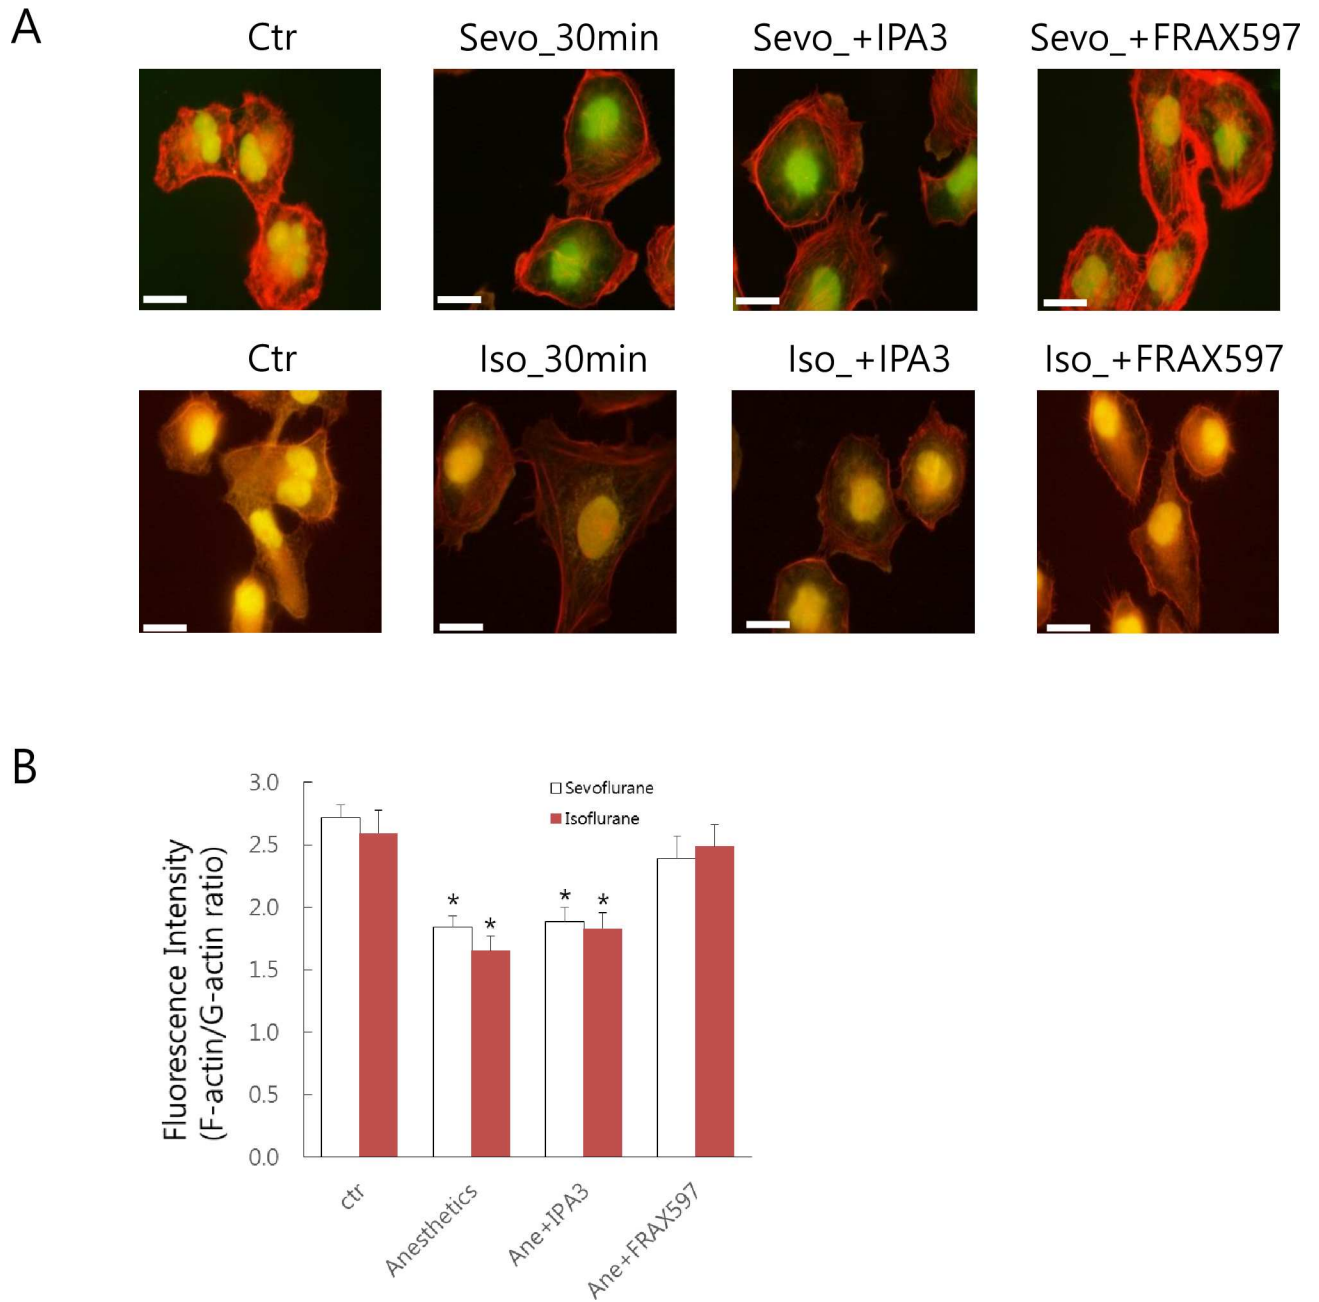 A
Ctr
Sevo_30min
Sevo_+IPA3
Sevo_+FRAX597
Ctr
Iso_30min
Iso_+IPA3
Iso_+FRAX597
B
Fluorescence Intensity
(F-actin/G-actin ratio)
3.0
2.5
2.0
1.5
1.0
0.5
0.0
Sevoflurane
Isoflurane
*
*
*
*
ctr
Anesthetics
Ane+IPA3
Ane+FRAX597